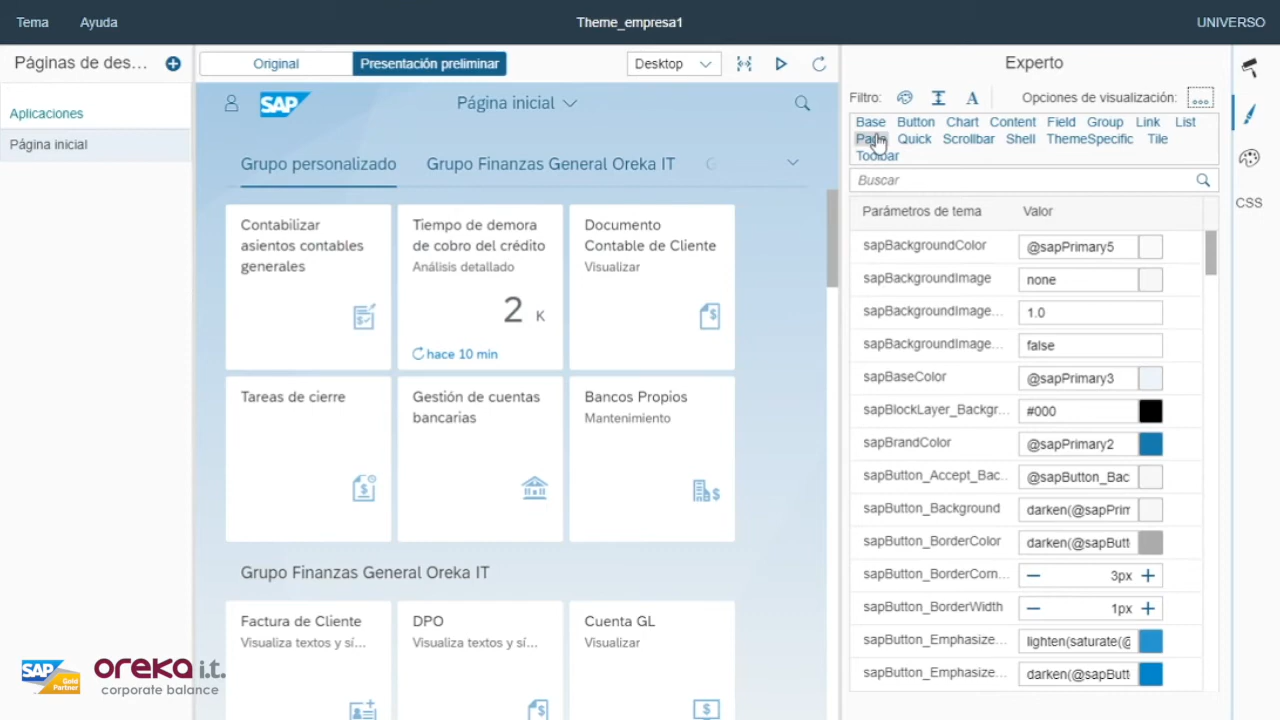 Tema
Ayuda
Theme_empresa1
UNIVERSO
Páginas de des...
Aplicaciones
Página inicial
Original
Presentación preliminar
Desktop
SAP
Página inicial
Grupo personalizado
Grupo Finanzas General Oreka IT
G
Contabilizar
asientos contables
generales
Tiempo de demora
de cobro del crédito
Análisis detallado
2 K
hace 10 min
Documento
Contable de Cliente
Visualizar
Tareas de cierre
Gestión de cuentas
bancarias
Bancos Propios
Mantenimiento
Grupo Finanzas General Oreka IT
Factura de Cliente
Visualiza textos y sí...
DPO
Visualiza textos y sí...
Cuenta GL
Visualizar
Experto
Filtro:
A
Opciones de visualización:
Base Button Chart Content Field Group Link List
Page Quick Scrollbar Shell ThemeSpecific Tile
Toolbar
Buscar
Parámetros de tema Valor
sapBackgroundColor @sapPrimary5
sapBackgroundImage none
sapBackgroundImage... 1.0
sapBackgroundImage... false
sapBaseColor @sapPrimary3
sapBlockLayer_Backgr... #000
sapBrandColor @sapPrimary2
sapButton_Accept_Bac... @sapButton_Bac
sapButton_Background darken(@sapPrim
sapButton_BorderColor darken(@sapButt
sapButton_BorderCorn... 3px
sapButton_BorderWidth 1px
sapButton_Emphasize... lighten(saturate(@
sapButton_Emphasize... darken(@sapButt
CSS
SAP Gold
Partner
oreka i.t.
corporate balance